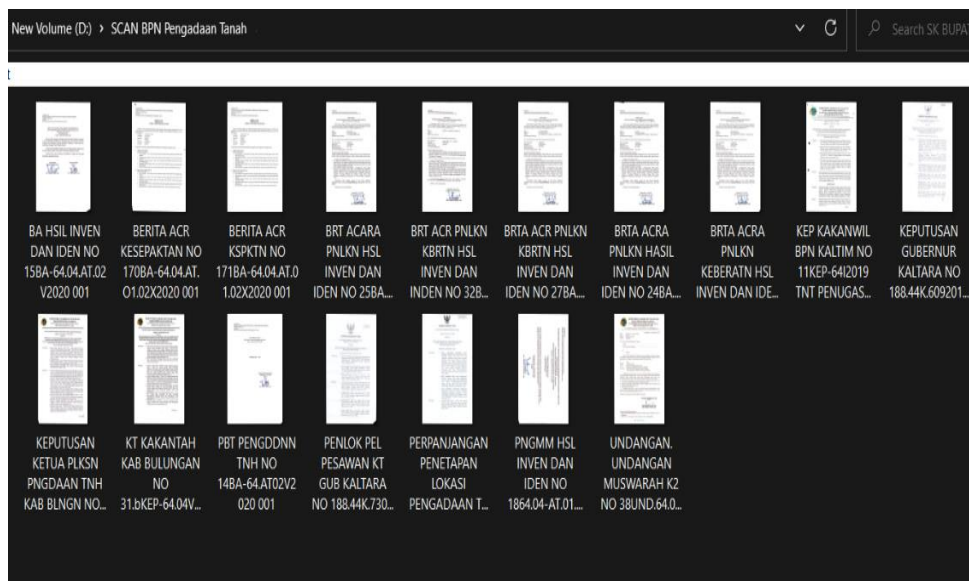 New Volume (D:) > SCAN BPN Pengadaan Tanah
Search SK BUPAT
t
BA HSIL INVEN
DAN IDEN NO
15BA-64.04.AT.02
V2020 001
BERITA ACR
KESEPAKTAN NO
170BA-64.04.AT.
O1.02X2020 001
BERITA ACR
KSPKTN NO
171BA-64.04.AT.0
1.02X2020 001
BRT ACARA
PNLKN HSL
INVEN DAN
IDEN NO 25BA....
BRT ACR PNLKN
KBRTN HSL
INVEN DAN
INDEN NO 32B...
BRTA ACR PNLKN
KBRTN HSL
INVEN DAN
IDEN NO 27BA....
BRTA ACRA
PNLKN HASIL
INVEN DAN
IDEN NO 24BA....
BRTA ACRA
PNLKN
KEBERATN HSL
INVEN DAN IDE...
KEP KAKANWIL
BPN KALTIM NO
11KEP-64I2019
TNT PENUGAS...
KEPUTUSAN
GUBERNUR
KALTARA NO
188.44K.609201...
KEPUTUSAN
KETUA PLKSN
PNGDAAN TNH
KAB BLNGN NO...
KT KAKANTAH
KAB BULUNGAN
NO
31.bKEP-64.04V...
PBT PENGDDNN
TNH NO
14BA-64.AT02V2
020 001
PENLOK PEL
PESAWAN KT
GUB KALTARA
NO 188.44K.730...
PERPANJANGAN
PENETAPAN
LOKASI
PENGADAAN T...
PNGMM HSL
INVEN DAN
IDEN NO
1864.04-AT.01....
UNDANGAN.
UNDANGAN
MUSWARAH K2
NO 38UND.64.0...